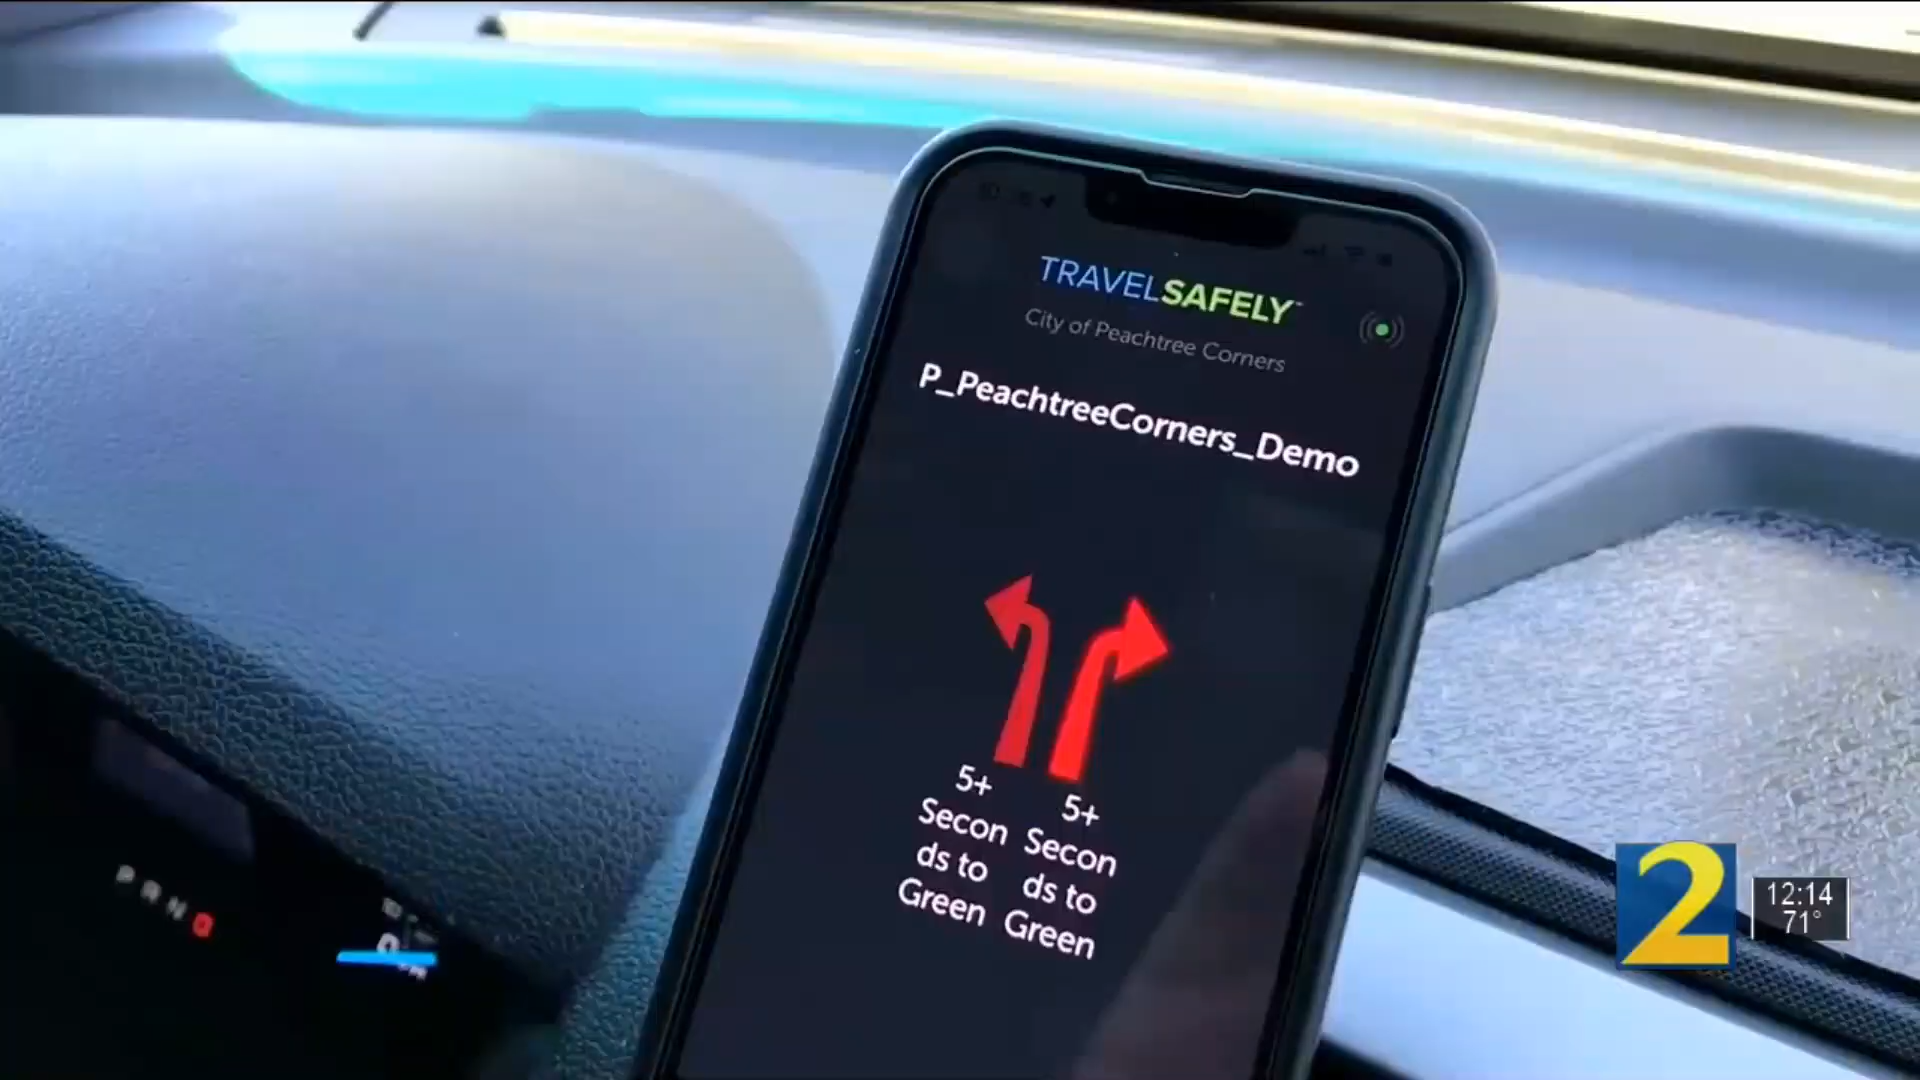 TRAVELSAFELY™
City of Peachtree Corners
P_PeachtreeCorners_Demo
5+
Secon
ds to
Green
5+
Secon
ds to
Green
P R N D
2
12:14
71°